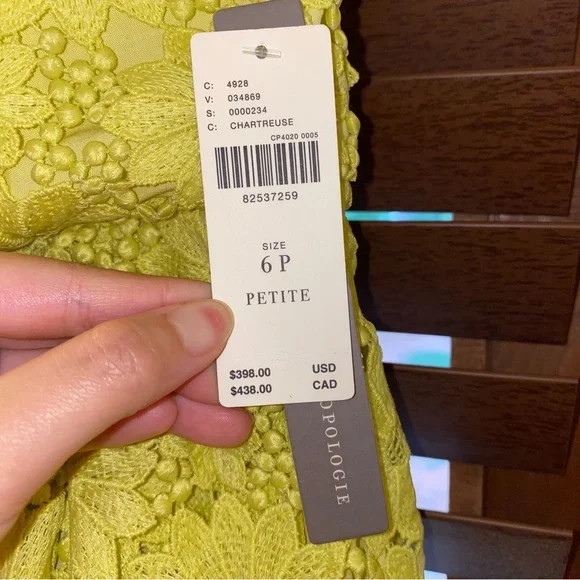 C: 4928
V: 034869
S: 0000234
C: CHARTREUSE
CP4020 0005
82537259
SIZE
6 P
PETITE
$398.00 USD
$438.00 CAD
OPOLOGIE